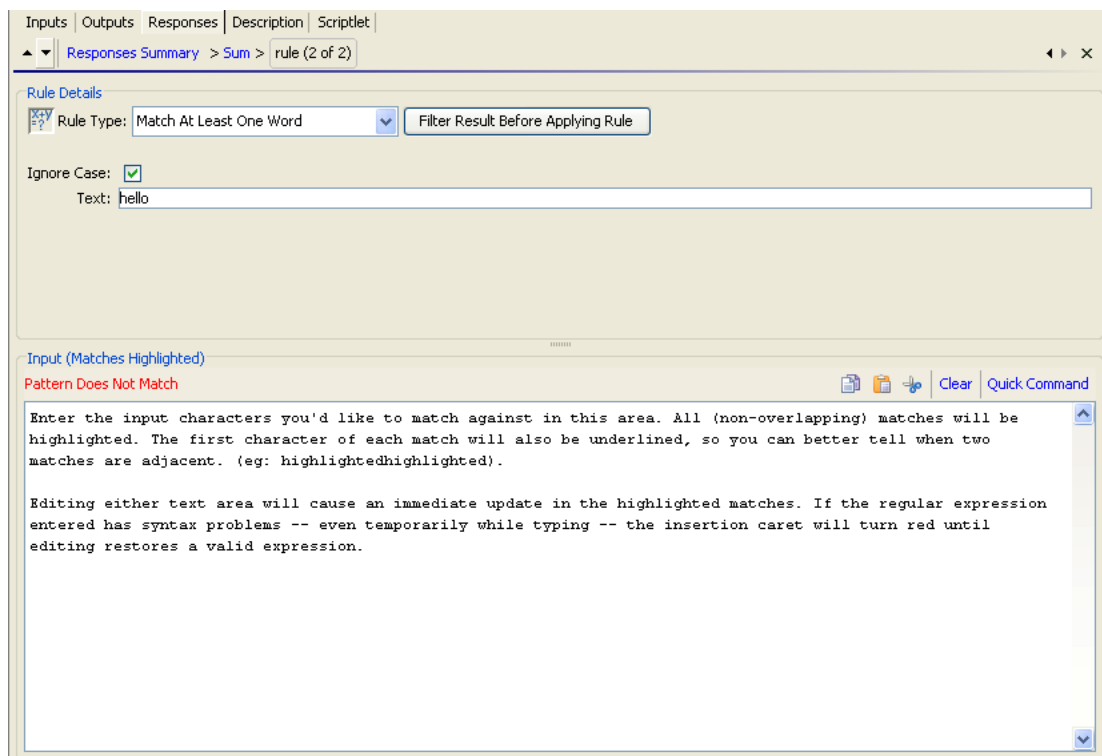 Inputs Outputs Responses Description Scriptlet
Responses Summary > Sum > rule (2 of 2)
Rule Details
X+Y =? Rule Type: Match At Least One Word Filter Result Before Applying Rule
Ignore Case:
Text: hello
Input (Matches Highlighted)
Pattern Does Not Match Clear Quick Command
Enter the input characters you'd like to match against in this area. All (non-overlapping) matches will be
highlighted. The first character of each match will also be underlined, so you can better tell when two
matches are adjacent. (eg: highlightedhighlighted).
Editing either text area will cause an immediate update in the highlighted matches. If the regular expression
entered has syntax problems -- even temporarily while typing -- the insertion caret will turn red until
editing restores a valid expression.